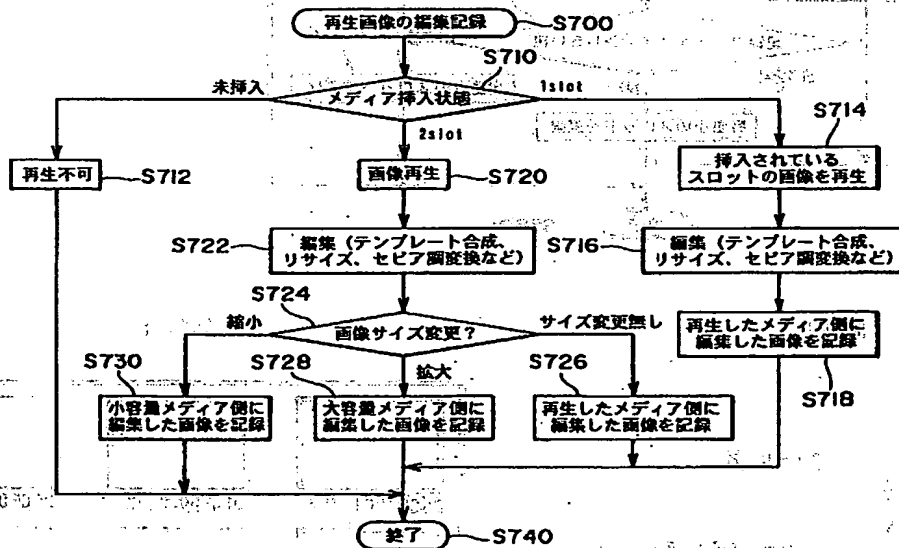 再生画像の編集記録
S700
S710
メディア挿入状態
未挿入
1slot
2slot
S714
再生不可
S712
画像再生
S720
挿入されている
スロットの画像を再生
S722
編集（テンプレート合成、
リサイズ、セピア調変換など）
S716
編集（テンプレート合成、
リサイズ、セピア調変換など）
S724
画像サイズ変更？
縮小
サイズ変更無し
拡大
再生したメディア側に
編集した画像を記録
S718
S730
小容量メディア側に
編集した画像を記録
S728
大容量メディア側に
編集した画像を記録
S726
再生したメディア側に
編集した画像を記録
終了
S740